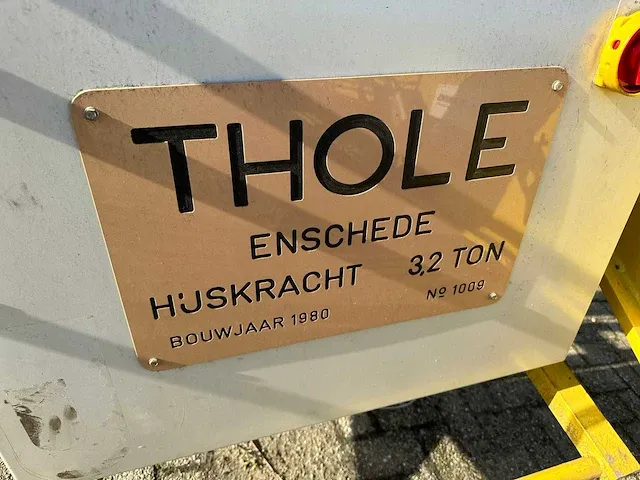 THOLE
ENSCHEDE
HIJSKRACHT 3,2 TON
BOUWJAAR 1980 Nº 1009